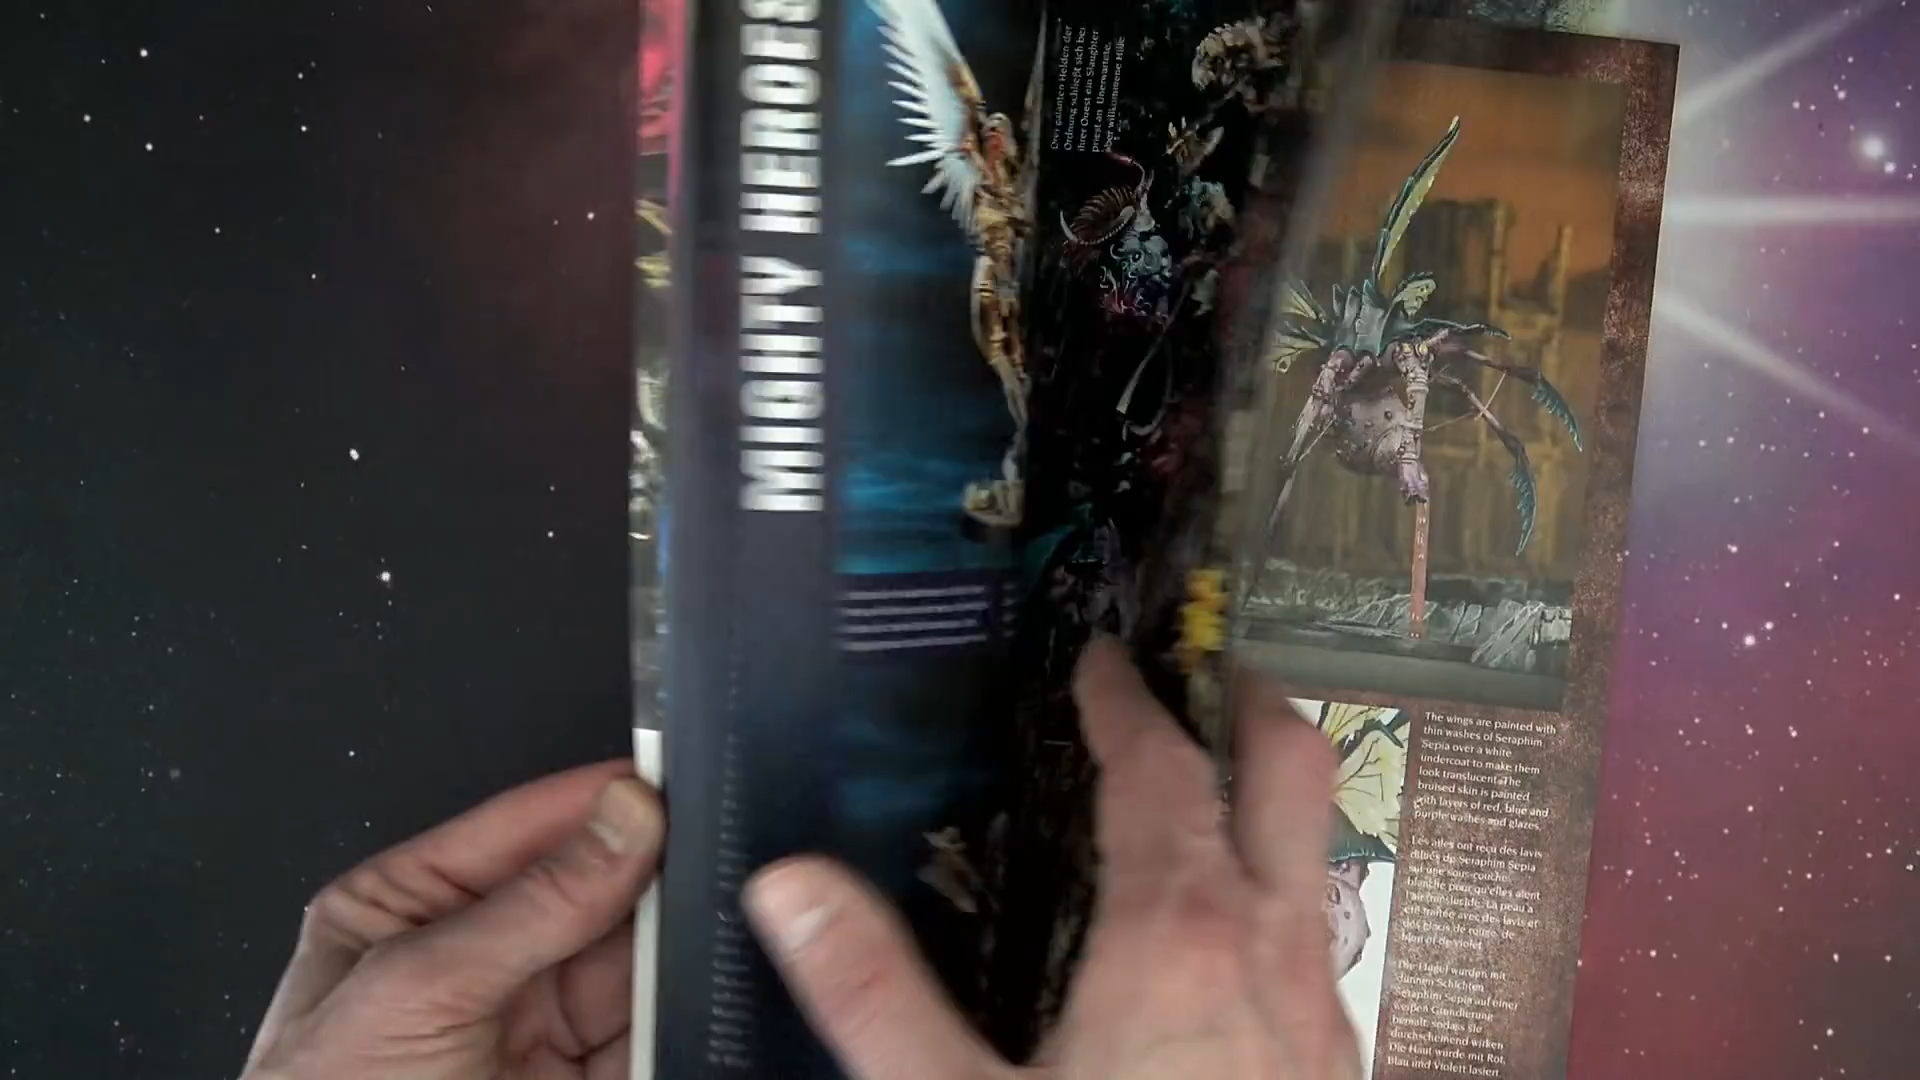 MIGHTY HEROES
Drei galanten Helden der
Ordnung schließt sich bei
ihrer Quest ein Slaughter
priest an. Unerwartete,
aber willkommene Hilfe
The wings are painted with
thin washes of Seraphim
Sepia over a white
undercoat to make them
look translucent. The
bruised skin is painted
with layers of red, blue and
purple washes and glazes.
Les ailes ont reçu des lavis
dilués de Seraphim Sepia
sur une sous-couche
blanche pour qu'elles aient
l'air translucide. La peau a
été traitée avec des lavis et
des glacis de rouge, de
bleu et de violet.
Die Flügel wurden mit
dünnen Schichten
Seraphim Sepia auf einer
weißen Grundierung
bemalt, sodass sie
durchscheinend wirken.
Die Haut wurde mit Rot,
Blau und Violett lasiert.